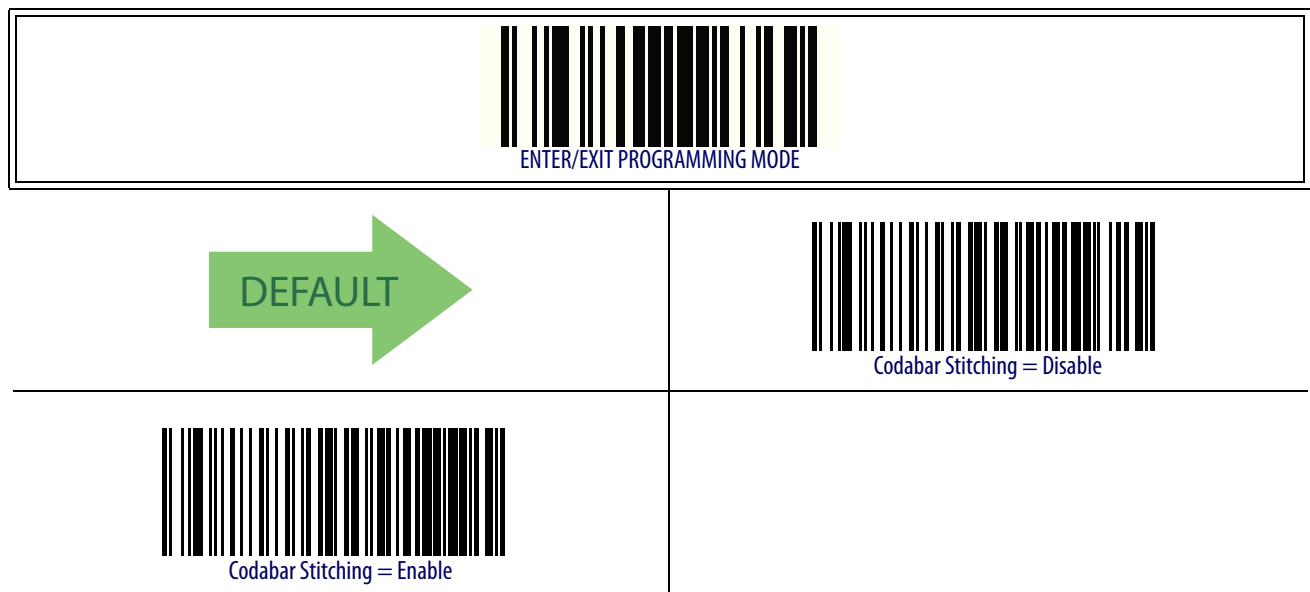 ENTER/EXIT PROGRAMMING MODE
DEFAULT
Codabar Stitching = Disable
Codabar Stitching = Enable